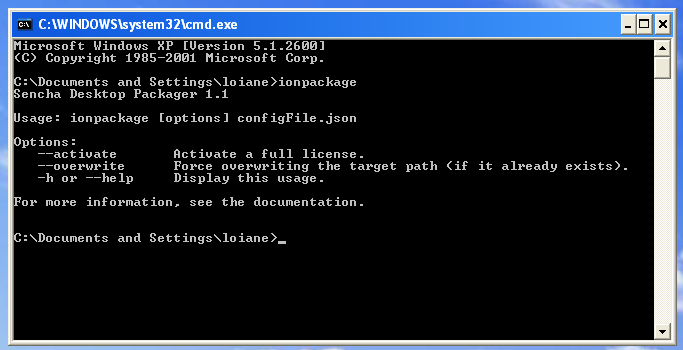 C:\WINDOWS\system32\cmd.exe
Microsoft Windows XP [Version 5.1.2600]
(C) Copyright 1985-2001 Microsoft Corp.
C:\Documents and Settings\loiane>ionpackage
Sencha Desktop Packager 1.1
Usage: ionpackage [options] configFile.json
Options:
--activate Activate a full license.
--overwrite Force overwriting the target path (if it already exists).
-h or --help Display this usage.
For more information, see the documentation.
C:\Documents and Settings\loiane>_